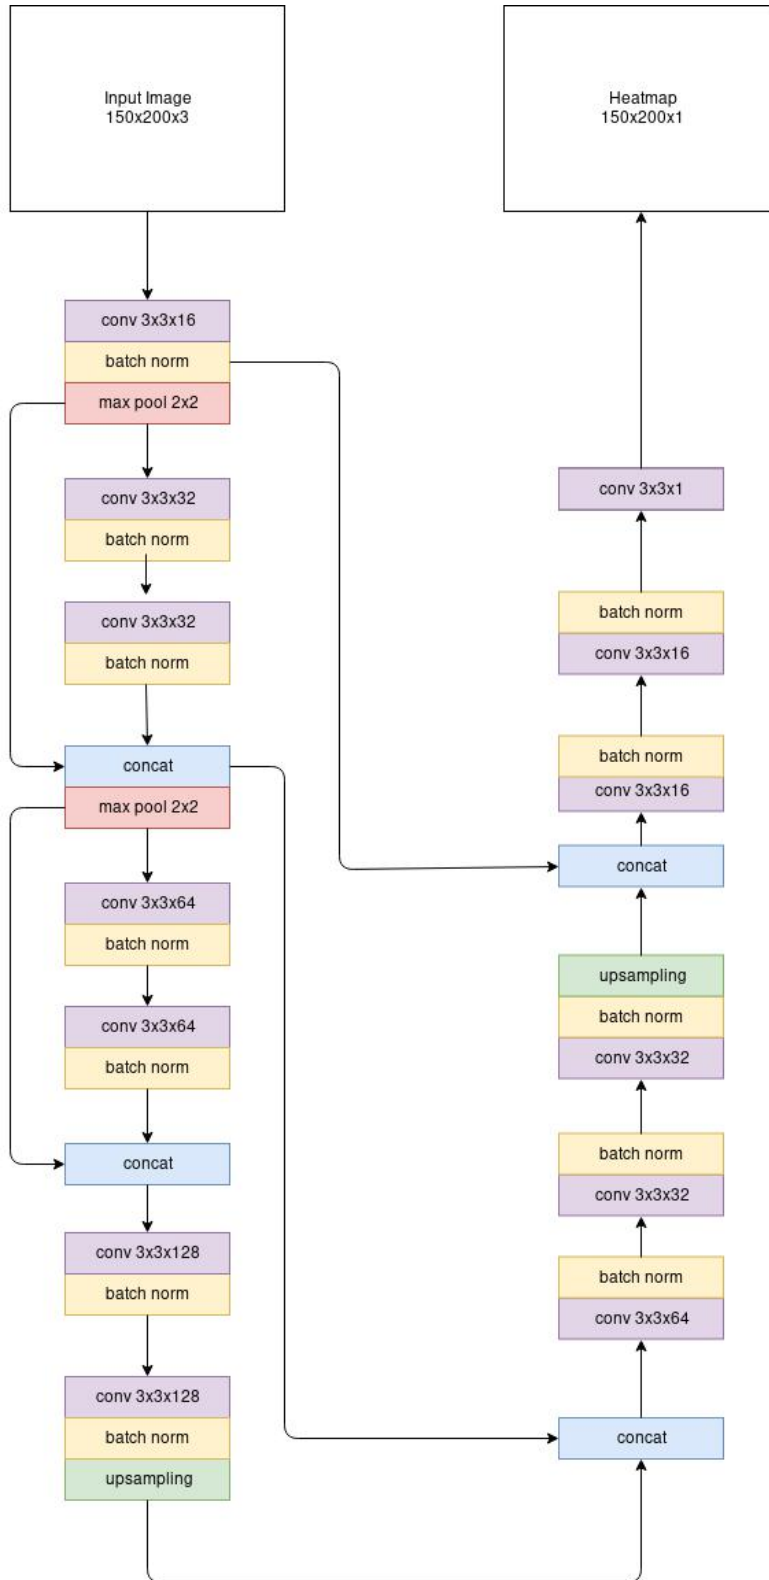 Input Image
150x200x3
conv 3x3x16
batch norm
max pool 2x2
conv 3x3x32
batch norm
conv 3x3x32
batch norm
concat
max pool 2x2
conv 3x3x64
batch norm
conv 3x3x64
batch norm
concat
conv 3x3x128
batch norm
conv 3x3x128
batch norm
upsampling
Heatmap
150x200x1
conv 3x3x1
batch norm
conv 3x3x16
batch norm
conv 3x3x16
concat
upsampling
batch norm
conv 3x3x32
batch norm
conv 3x3x32
batch norm
conv 3x3x64
concat